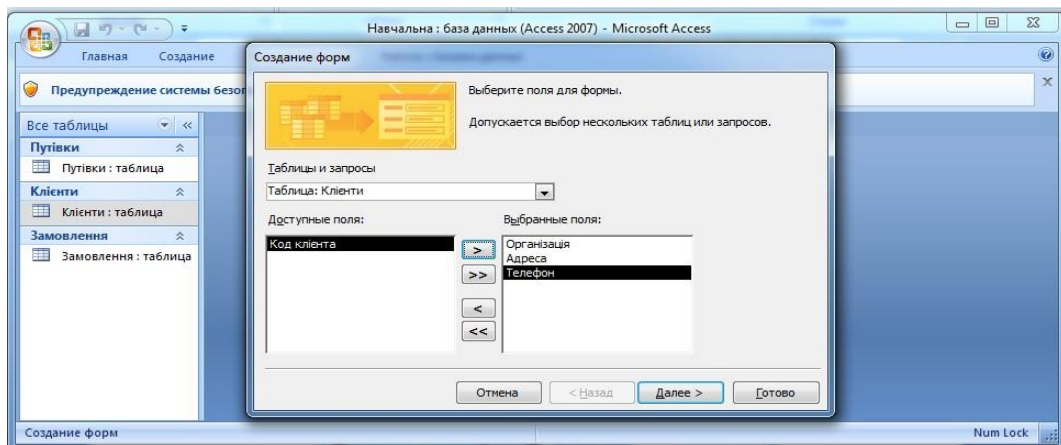 Навчальна : база данных (Access 2007) - Microsoft Access
Главная Создание
Предупреждение системы безоп
Все таблицы
Путівки
Путівки : таблица
Клієнти
Клієнти : таблица
Замовлення
Замовлення : таблица
Создание форм
Выберите поля для формы.
Допускается выбор нескольких таблиц или запросов.
Таблицы и запросы
Таблица: Клієнти
Доступные поля:
Код клієнта
>
>>
<
<<
Выбранные поля:
Організація
Адреса
Телефон
Отмена < Назад Далее > Готово
Создание форм Num Lock